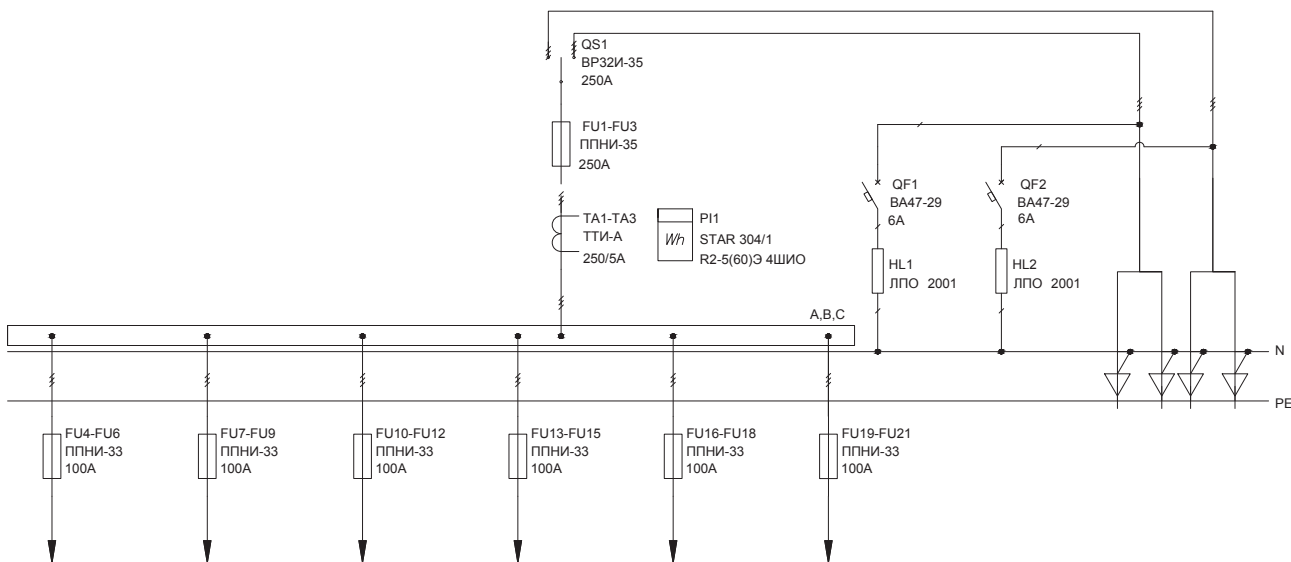 QS1
ВР32И-35
250А
FU1-FU3
ППНИ-35
250А
TA1-TA3
ТТИ-А
250/5А
Wh
PI1
STAR 304/1
R2-5(60)Э 4ШИО
QF1
ВА47-29
6А
QF2
ВА47-29
6А
HL1
ЛПО 2001
HL2
ЛПО 2001
A,B,C
N
PE
FU4-FU6
ППНИ-33
100А
FU7-FU9
ППНИ-33
100А
FU10-FU12
ППНИ-33
100А
FU13-FU15
ППНИ-33
100А
FU16-FU18
ППНИ-33
100А
FU19-FU21
ППНИ-33
100А